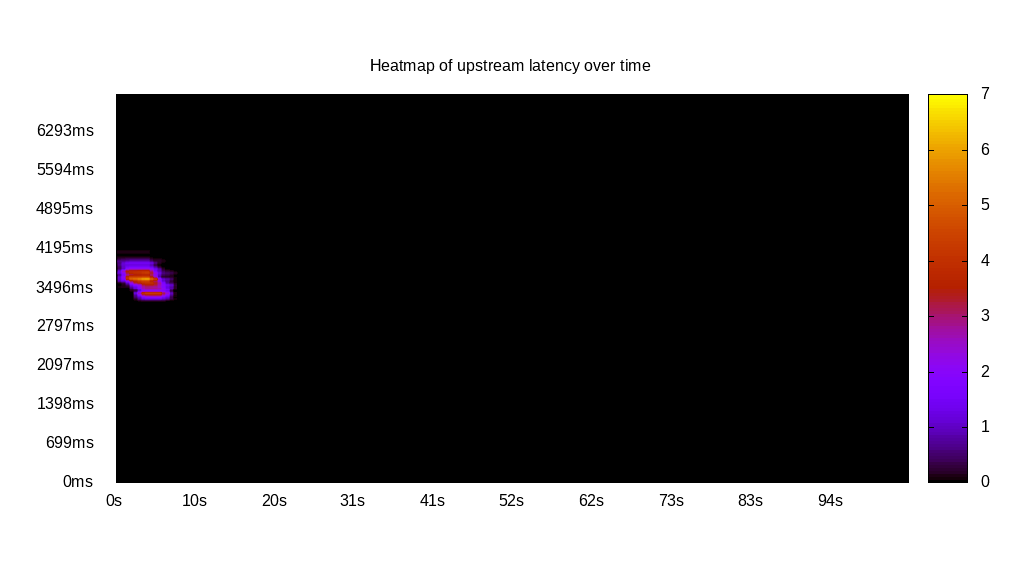 Heatmap of upstream latency over time
6293ms
5594ms
4895ms
4195ms
3496ms
2797ms
2097ms
1398ms
699ms
0ms
0s 10s 20s 31s 41s 52s 62s 73s 83s 94s
7
6
5
4
3
2
1
0